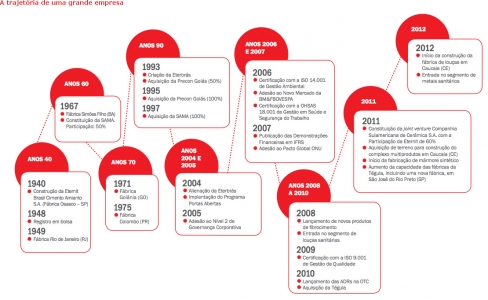 A trajetória de uma grande empresa
ANOS 40
1940
Construção da Eternit
Brasil Cimento Amianto
S.A. (Fábrica Osasco – SP)
1948
Registro em bolsa
1949
Fábrica Rio de Janeiro (RJ)
ANOS 60
1967
Fábrica Simões Filho (BA)
Constituição da SAMA.
Participação: 50%
ANOS 70
1971
Fábrica
Goiânia (GO)
1975
Fábrica
Colombo (PR)
ANOS 90
1993
Criação da Eterbrás
Aquisição da Precon Goiás (50%)
1995
Aquisição da Precon Goiás (100%)
1997
Aquisição da SAMA (100%)
ANOS
2004
E 2005
2004
Alienação da Eterbrás
Implantação do Programa
Portas Abertas
2005
Adesão ao Nível 2 de
Governança Corporativa
ANOS 2006
E 2007
2006
Certificação com a ISO 14.001
de Gestão Ambiental
Adesão ao Novo Mercado da
BM&FBOVESPA
Certificação com a OHSAS
18.001 de Gestão em Saúde e
Segurança do Trabalho
2007
Publicação das Demonstrações
Financeiras em IFRS
Adesão ao Pacto Global ONU
ANOS 2008
A 2010
2008
Lançamento de novos produtos
de fibrocimento
Entrada no segmento de
louças sanitárias
2009
Certificação com a ISO 9.001
de Gestão da Qualidade
2010
Lançamento das ADRs na OTC
Aquisição da Tégula
2011
2011
Constituição da joint venture Companhia
Sulamericana de Cerâmica S.A. com a
Participação da Eternit de 60%
Aquisição de terreno para construção do
complexo multiprodutos em Caucaia (CE)
Início da fabricação de mármore sintético
Aumento da capacidade das fábricas da
Tégula, incluindo uma nova fábrica, em
São José do Rio Preto (SP)
2012
2012
Início da construção da
fábrica de louças em
Caucaia (CE)
Entrada no segmento de
metais sanitários